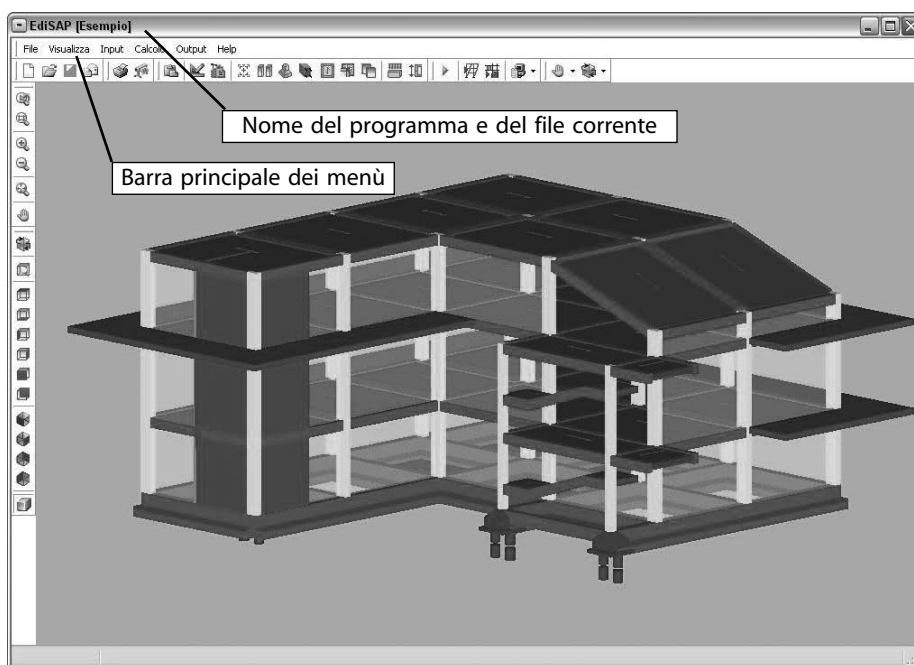 EdiSAP [Esempio]
File Visualizza Input Calcolo Output Help
Nome del programma e del file corrente
Barra principale dei menù